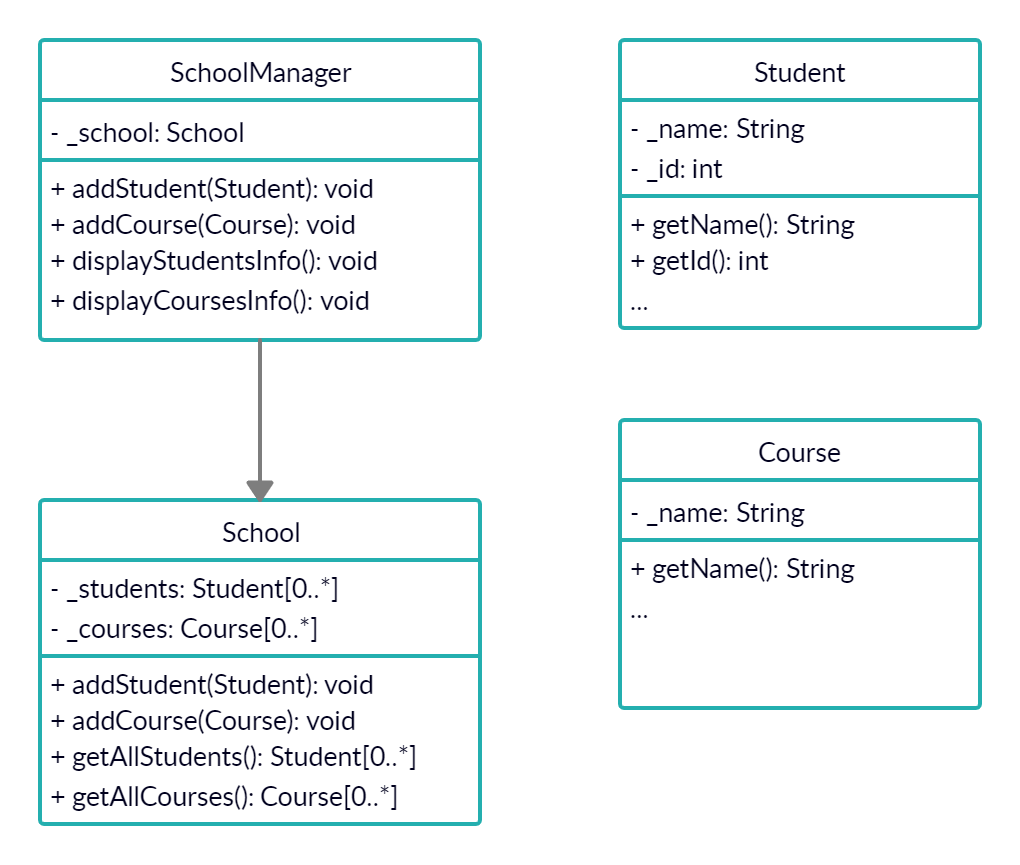 SchoolManager
- _school: School
+ addStudent(Student): void
+ addCourse(Course): void
+ displayStudentsInfo(): void
+ displayCoursesInfo(): void
School
- _students: Student[0..*]
- _courses: Course[0..*]
+ addStudent(Student): void
+ addCourse(Course): void
+ getAllStudents(): Student[0..*]
+ getAllCourses(): Course[0..*]
Student
- _name: String
- _id: int
+ getName(): String
+ getId(): int
...
Course
- _name: String
+ getName(): String
...